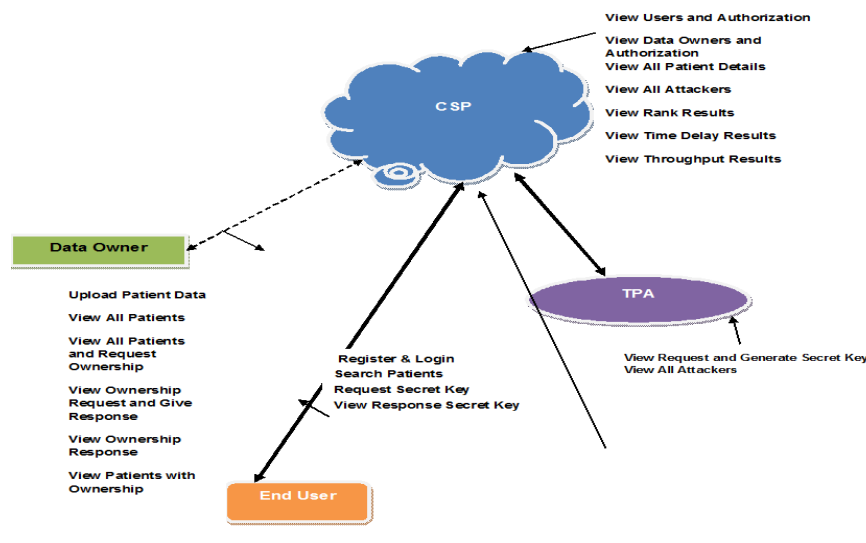 View Users and Authorization
View Data Owners and
Authorization
View All Patient Details
View All Attackers
View Rank Results
View Time Delay Results
View Throughput Results
CSP
Data Owner
Upload Patient Data
View All Patients
View All Patients
and Request
Ownership
View Ownership
Request and Give
Response
View Ownership
Response
View Patients with
Ownership
TPA
View Request and Generate Secret Key
View All Attackers
Register & Login
Search Patients
Request Secret Key
View Response Secret Key
End User